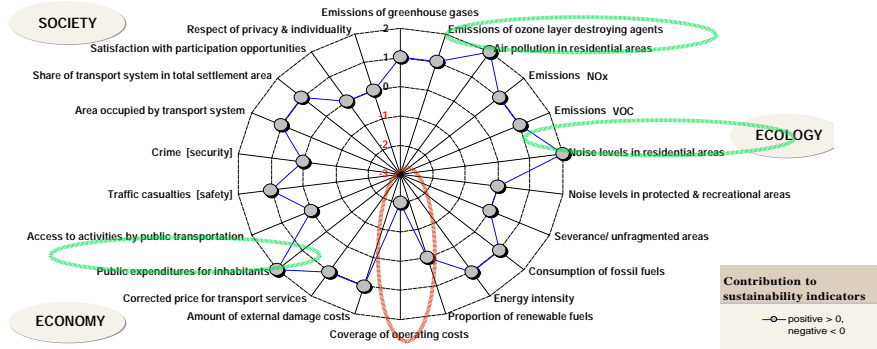 Emissions of greenhouse gases
SOCIETY
Respect of privacy & individuality
Emissions of ozone layer destroying agents
Satisfaction with participation opportunities
Air pollution in residential areas
Share of transport system in total settlement area
Emissions NOx
Area occupied by transport system
Emissions VOC
ECOLOGY
Crime [security]
Noise levels in residential areas
Traffic casualties [safety]
Noise levels in protected & recreational areas
Access to activities by public transportation
Severance/ unfragmented areas
Public expenditures for inhabitants
Consumption of fossil fuels
Corrected price for transport services
Energy intensity
ECONOMY
Amount of external damage costs
Proportion of renewable fuels
Coverage of operating costs
2
1
0
-1
-2
-3
Contribution to
sustainability indicators
positive > 0,
negative < 0